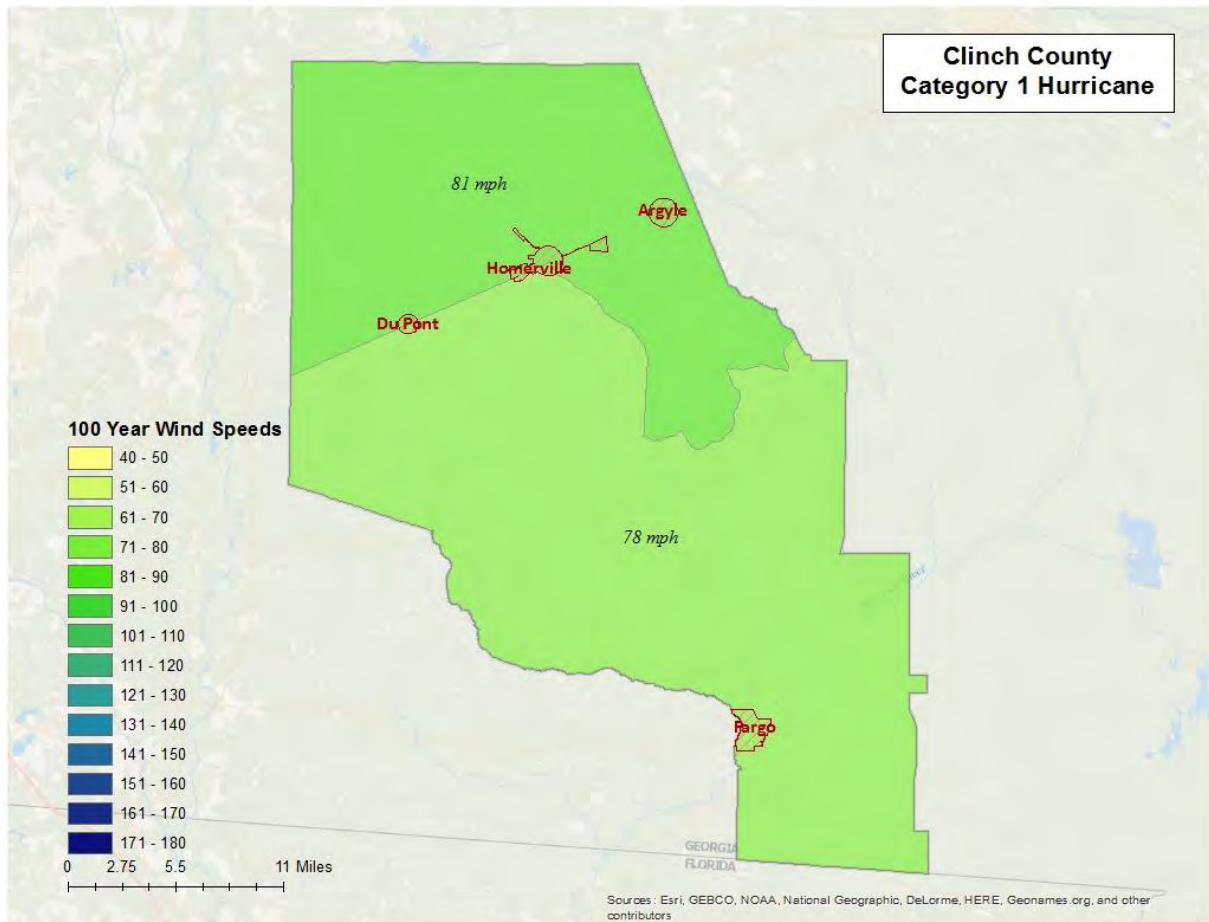 Clinch County
Category 1 Hurricane
81 mph
Argyle
Homerville
Du Pont
100 Year Wind Speeds
40 - 50
51 - 60
61 - 70
71 - 80
81 - 90
91 - 100
101 - 110
111 - 120
121 - 130
131 - 140
141 - 150
151 - 160
161 - 170
171 - 180
78 mph
Fargo
0 2.75 5.5 11 Miles
GEORGIA
FLORIDA
Sources: Esri, GEBCO, NOAA, National Geographic, DeLorme, HERE, Geonames.org, and other
contributors